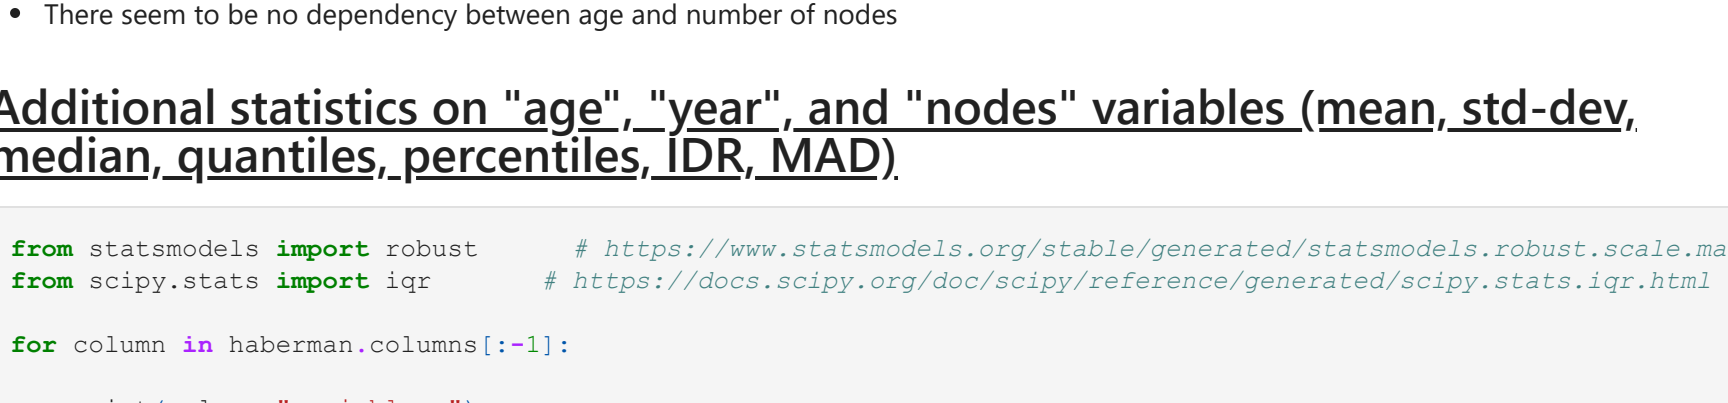 • There seem to be no dependency between age and number of nodes
Additional statistics on "age", "year", and "nodes" variables (mean, std-dev,
median, quantiles, percentiles, IDR, MAD)
from statsmodels import robust      # https://www.statsmodels.org/stable/generated/statsmodels.robust.scale.ma
from scipy.stats import iqr       # https://docs.scipy.org/doc/scipy/reference/generated/scipy.stats.iqr.html
for column in haberman.columns[:-1]: